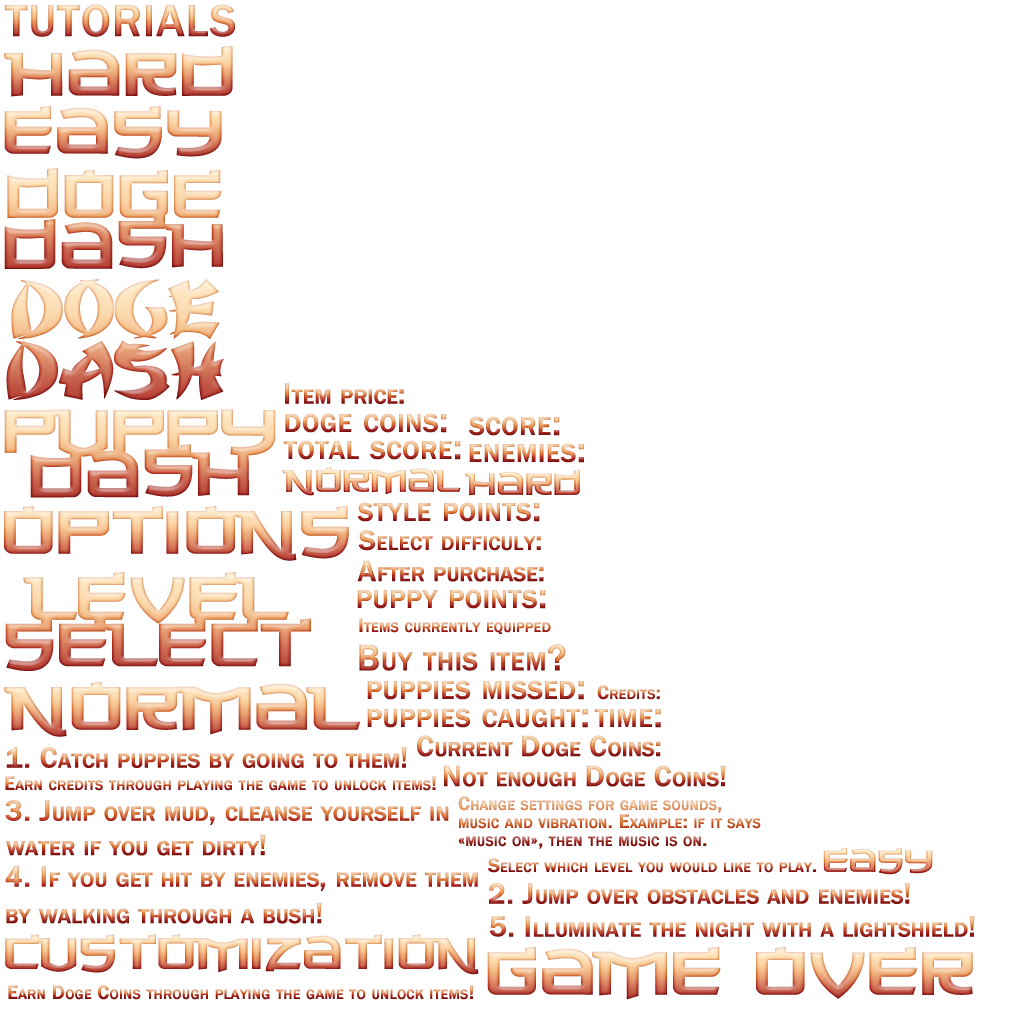 TUTORIALS
HARD
EASY
DOGE
DASH
DOGE
DASH
ITEM PRICE:
DOGE COINS:
SCORE:
TOTAL SCORE:
ENEMIES:
NORMAL
HARD
PUPPY
DASH
OPTIONS
STYLE POINTS:
SELECT DIFFICULY:
AFTER PURCHASE:
PUPPY POINTS:
ITEMS CURRENTLY EQUIPPED
LEVEL
SELECT
BUY THIS ITEM?
PUPPIES MISSED:
CREDITS:
NORMAL
PUPPIES CAUGHT:
TIME:
1. CATCH PUPPIES BY GOING TO THEM!
CURRENT DOGE COINS:
EARN CREDITS THROUGH PLAYING THE GAME TO UNLOCK ITEMS!
NOT ENOUGH DOGE COINS!
3. JUMP OVER MUD, CLEANSE YOURSELF IN
WATER IF YOU GET DIRTY!
CHANGE SETTINGS FOR GAME SOUNDS,
MUSIC AND VIBRATION. EXAMPLE: IF IT SAYS
«MUSIC ON», THEN THE MUSIC IS ON.
SELECT WHICH LEVEL YOU WOULD LIKE TO PLAY.
EASY
4. IF YOU GET HIT BY ENEMIES, REMOVE THEM
BY WALKING THROUGH A BUSH!
2. JUMP OVER OBSTACLES AND ENEMIES!
5. ILLUMINATE THE NIGHT WITH A LIGHTSHIELD!
CUSTOMIZATION
GAME OVER
EARN DOGE COINS THROUGH PLAYING THE GAME TO UNLOCK ITEMS!